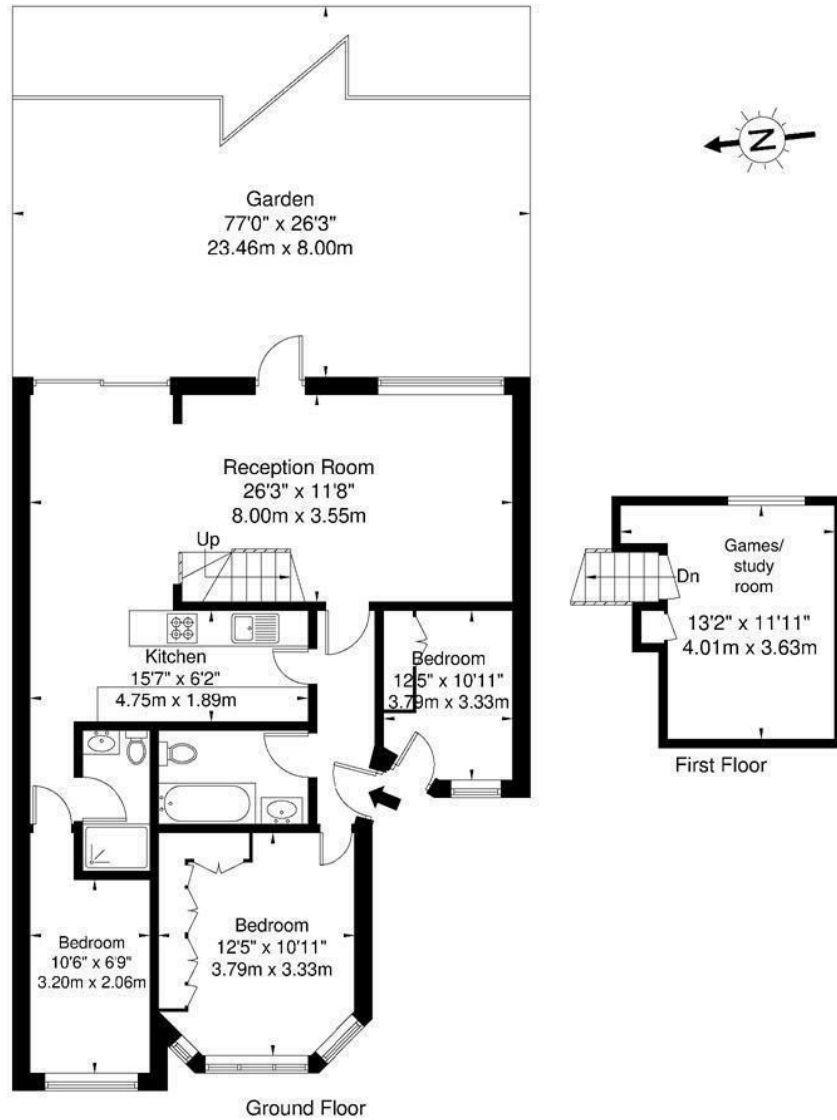 Garden
77'0" x 26'3"
23.46m x 8.00m
N
Reception Room
26'3" x 11'8"
8.00m x 3.55m
Up
Games/
study
room
Dn
13'2" x 11'11"
4.01m x 3.63m
First Floor
Kitchen
15'7" x 6'2"
4.75m x 1.89m
Bedroom
12'5" x 10'11"
3.79m x 3.33m
Bedroom
12'5" x 10'11"
3.79m x 3.33m
Bedroom
10'6" x 6'9"
3.20m x 2.06m
Ground Floor